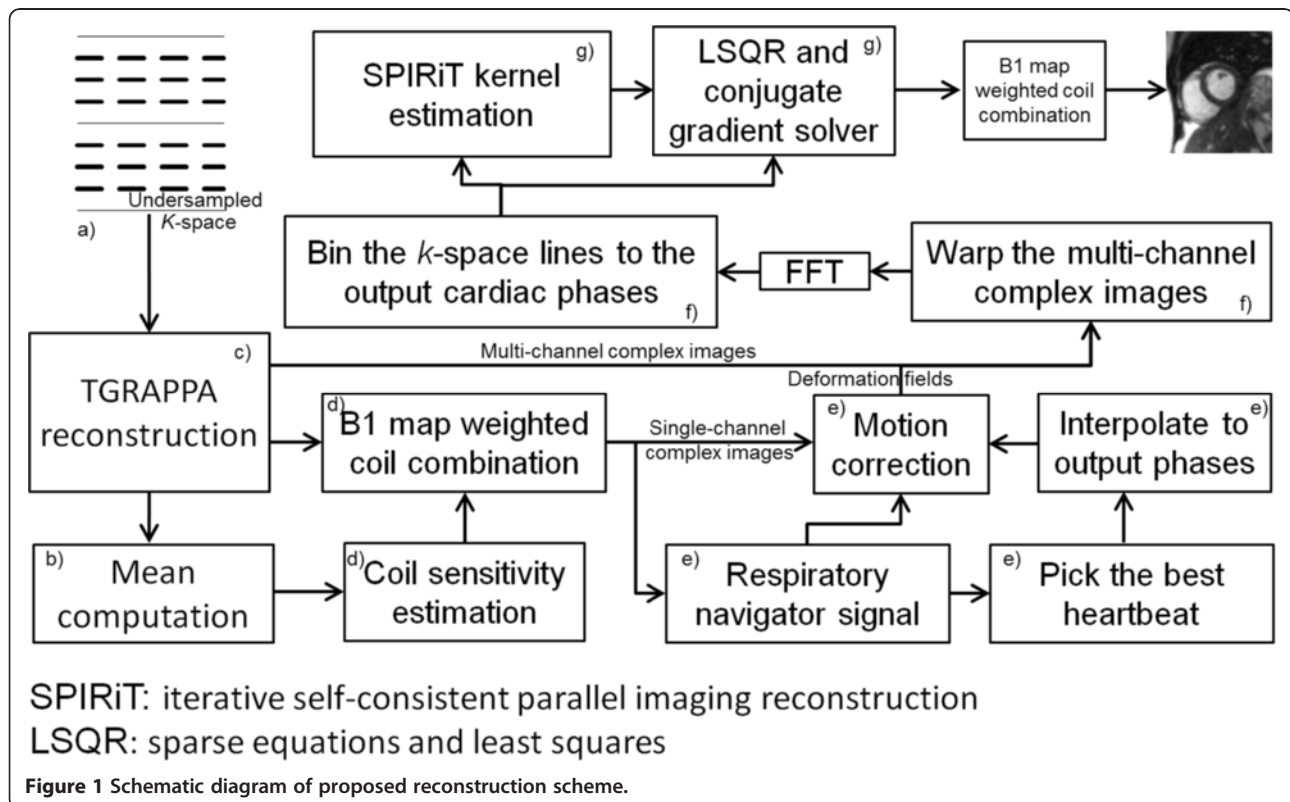 g)
SPIRiT kernel
estimation
g)
LSQR and
conjugate
gradient solver
B1 map
weighted coil
combination
Undersampled
K-space
a)
Bin the k-space lines to the
output cardiac phases
f)
FFT
Warp the multi-channel
complex images
f)
c)
TGRAPPA
reconstruction
Multi-channel complex images
Deformation fields
d)
B1 map weighted
coil combination
Single-channel
complex images
e)
Motion
correction
e)
Interpolate to
output phases
b)
Mean
computation
d)
Coil sensitivity
estimation
e)
Respiratory
navigator signal
e)
Pick the best
heartbeat
SPIRiT: iterative self-consistent parallel imaging reconstruction
LSQR: sparse equations and least squares
Figure 1 Schematic diagram of proposed reconstruction scheme.